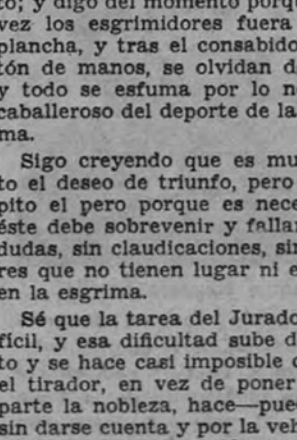 to; y digo del momento porqu
vez los esgrimidores fuera
plancha, y tras el consabido
tón de manos, se olvidan d
y todo se esfuma por lo n
caballeroso del deporte de la
ma.
Sigo creyendo que es mu
to el deseo de triunfo, pero
pito el pero porque es nece
éste debe sobrevenir y fallar
dudas, sin claudicaciones, sin
res que no tienen lugar ni e
en la esgrima.
Sé que la tarea del Jurado
fícil, y esa dificultad sube d
to y se hace casi imposible c
el tirador, en vez de poner
parte la nobleza, hace—pue
sin darse cuenta y por la veh